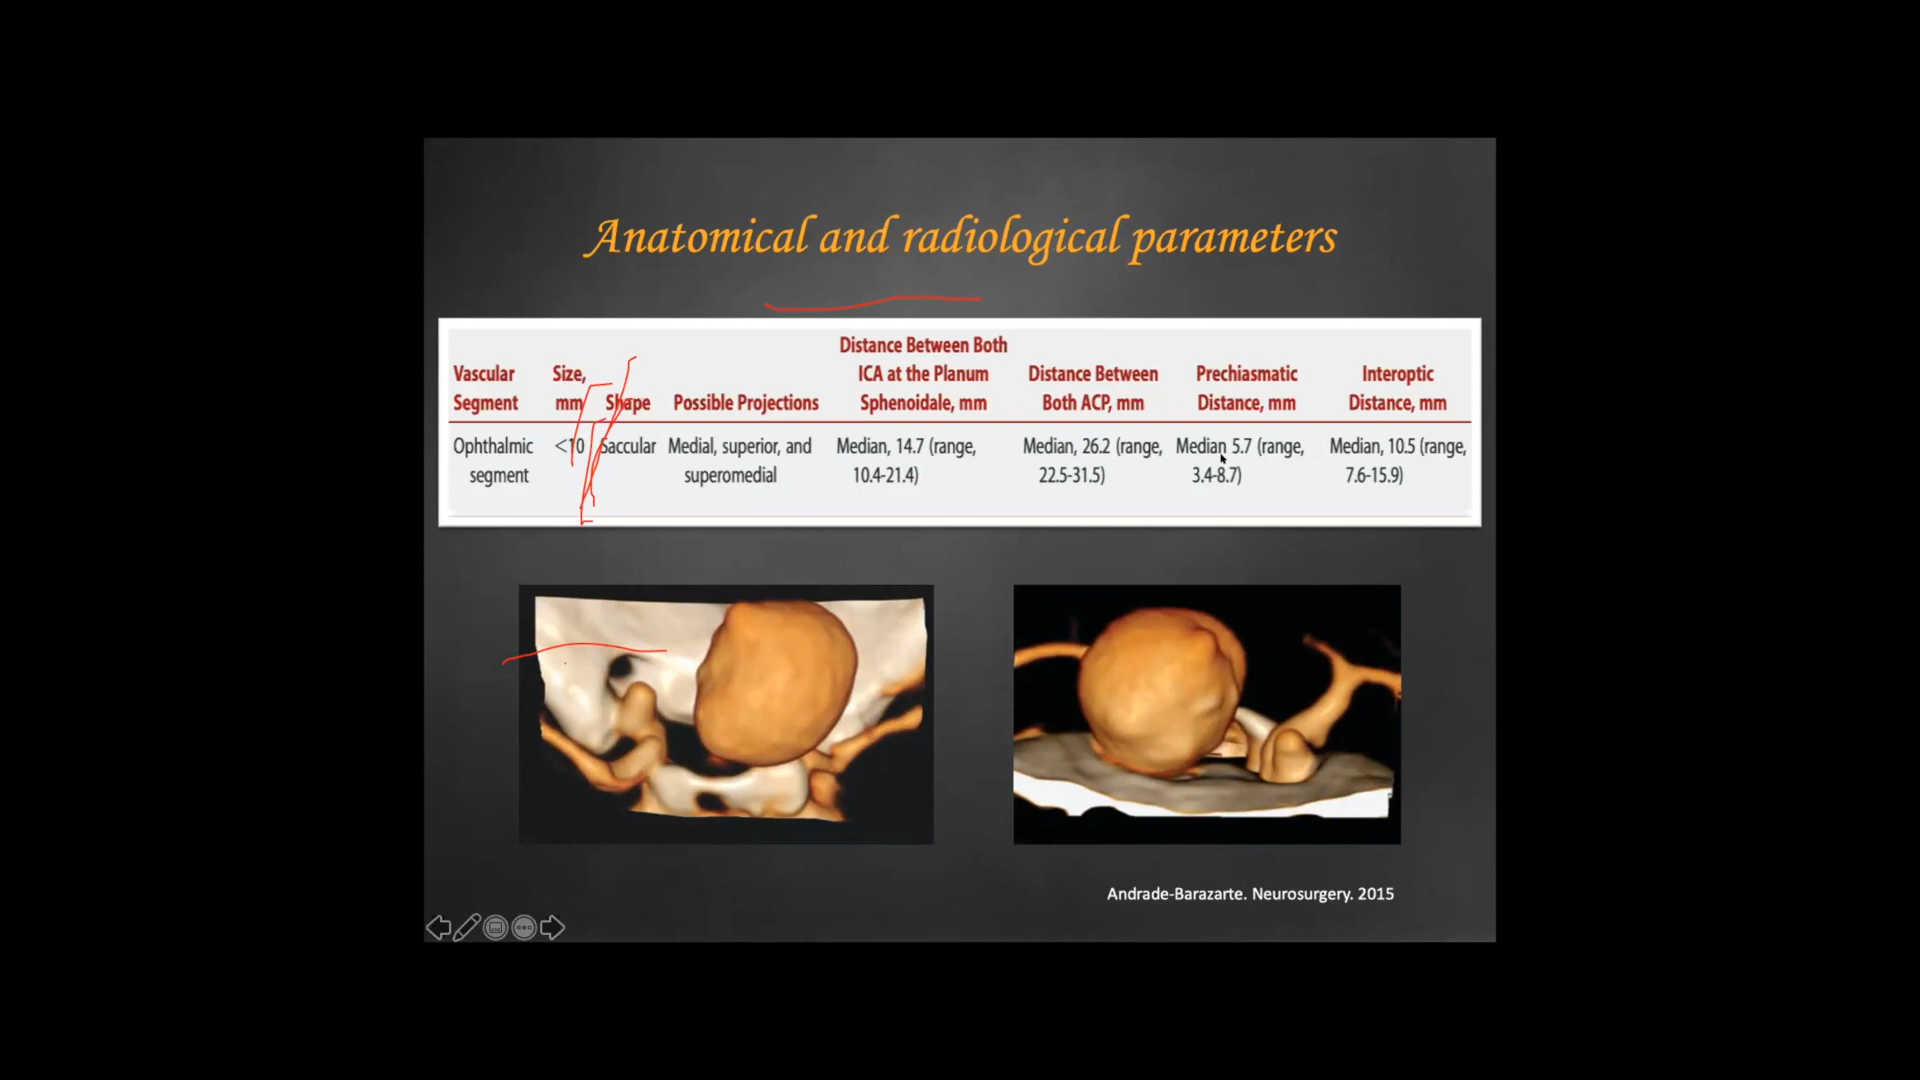 Anatomical and radiological parameters
Distance Between Both
Vascular Size, ICA at the Planum Distance Between Prechiasmatic Interoptic
Segment mm Shape Possible Projections Sphenoidale, mm Both ACP, mm Distance, mm Distance, mm
Ophthalmic <10 Saccular Medial, superior, and Median, 14.7 (range, Median, 26.2 (range, Median 5.7 (range, Median, 10.5 (range,
segment superomedial 10.4-21.4) 22.5-31.5) 3.4-8.7) 7.6-15.9)
Andrade-Barazarte. Neurosurgery. 2015